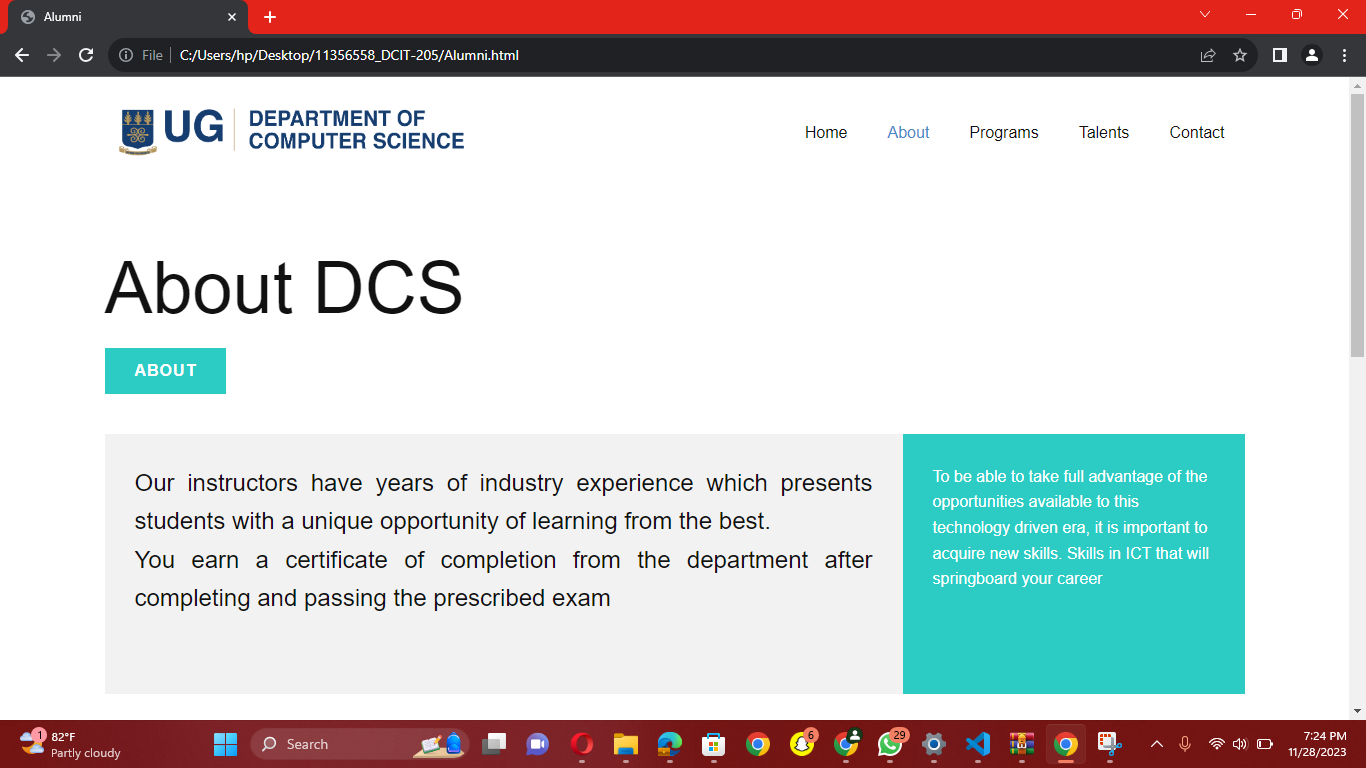 Alumni
File C:/Users/hp/Desktop/11356558_DCIT-205/Alumni.html
UG DEPARTMENT OF
COMPUTER SCIENCE
Home About Programs Talents Contact
About DCS
ABOUT
Our instructors have years of industry experience which presents
students with a unique opportunity of learning from the best.
You earn a certificate of completion from the department after
completing and passing the prescribed exam
To be able to take full advantage of the
opportunities available to this
technology driven era, it is important to
acquire new skills. Skills in ICT that will
springboard your career
1
82°F
Partly cloudy
Search
6
29
7:24 PM
11/28/2023